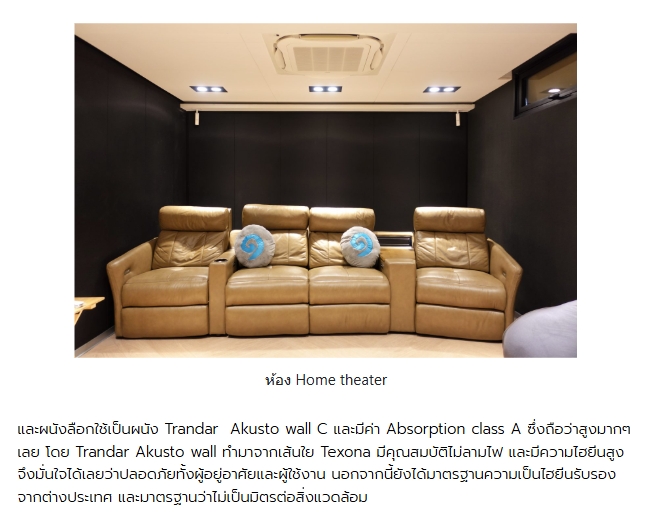 ห้อง Home theater
และผนังลือกใช้เป็นผนัง Trandar Akusto wall C และมีค่า Absorption class A ซึ่งถือว่าสูงมากๆ
เลย โดย Trandar Akusto wall ทำมาจากเส้นใย Texona มีคุณสมบัติไม่ลามไฟ และมีความไฮยีนสูง
จึงมั่นใจได้เลยว่าปลอดภัยทั้งผู้อยู่อาศัยและผู้ใช้งาน นอกจากนี้ยังได้มาตรฐานความเป็นไฮยีนรับรอง
จากต่างประเทศ และมาตรฐานว่าไม่เป็นมิตรต่อสิ่งแวดล้อม